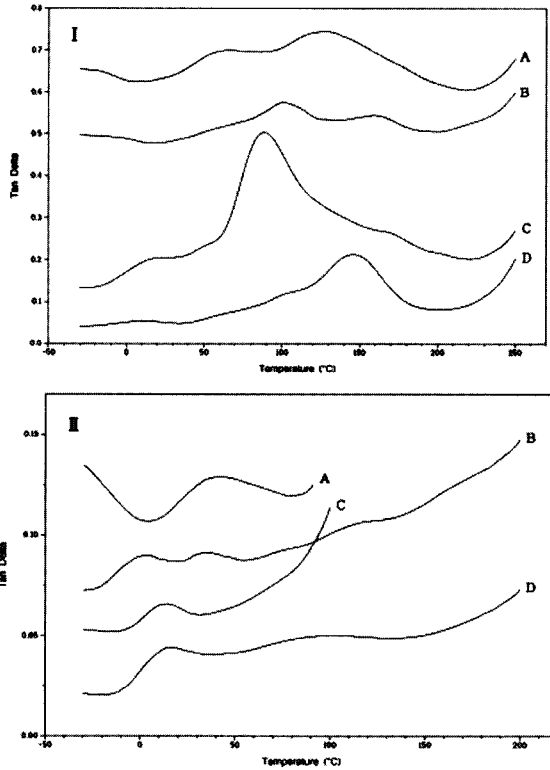 I
0.8
0.7
0.6
0.5
0.4
0.3
0.2
0.1
0.0
Tan Delta
A
B
C
D
-50 0 50 100 150 200 250
Temperature (°C)
II
0.15
0.10
0.05
0.00
Tan Delta
A
B
C
D
-50 0 50 100 150 200
Temperature (°C)